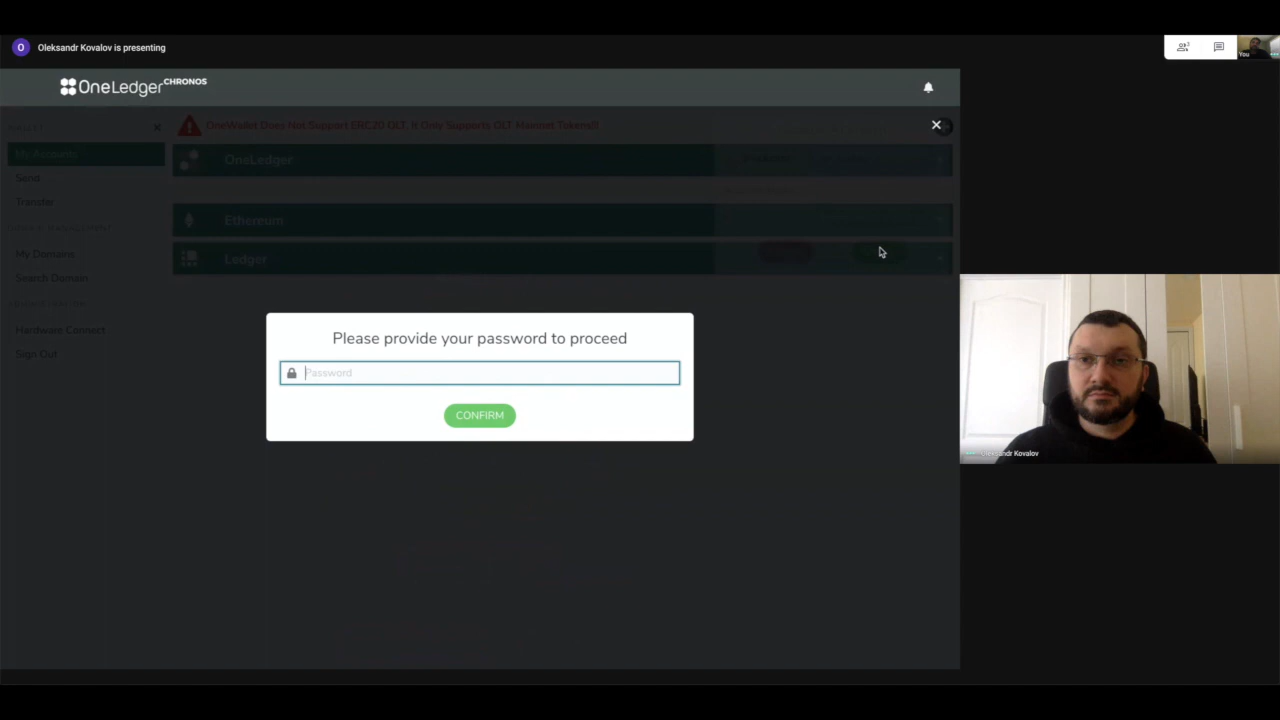 O Oleksandr Kovalov is presenting
You
OneLedger CHRONOS
WALLET
OneWallet Does Not Support ERC20 OLT. It Only Supports OLT Mainnet Tokens!!!
My Accounts
OneLedger
Send
Transfer
Ethereum
My Domains
Ledger
Search Domain
Hardware Connect
Sign Out
Please provide your password to proceed
Password
CONFIRM
Oleksandr Kovalov